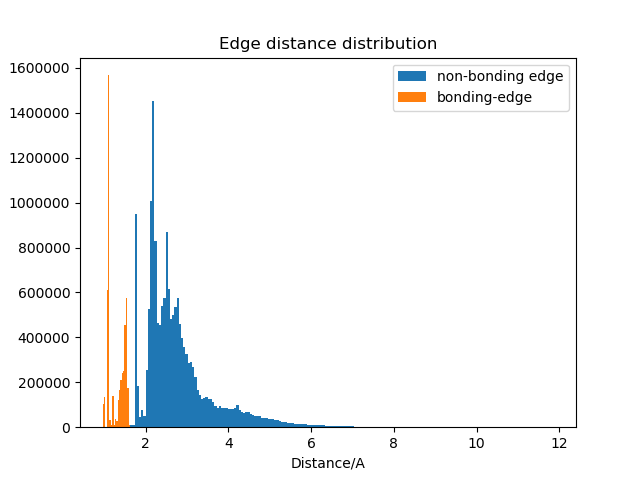 Edge distance distribution
non-bonding edge
bonding-edge
1600000
1400000
1200000
1000000
800000
600000
400000
200000
0
2 4 6 8 10 12
Distance/A